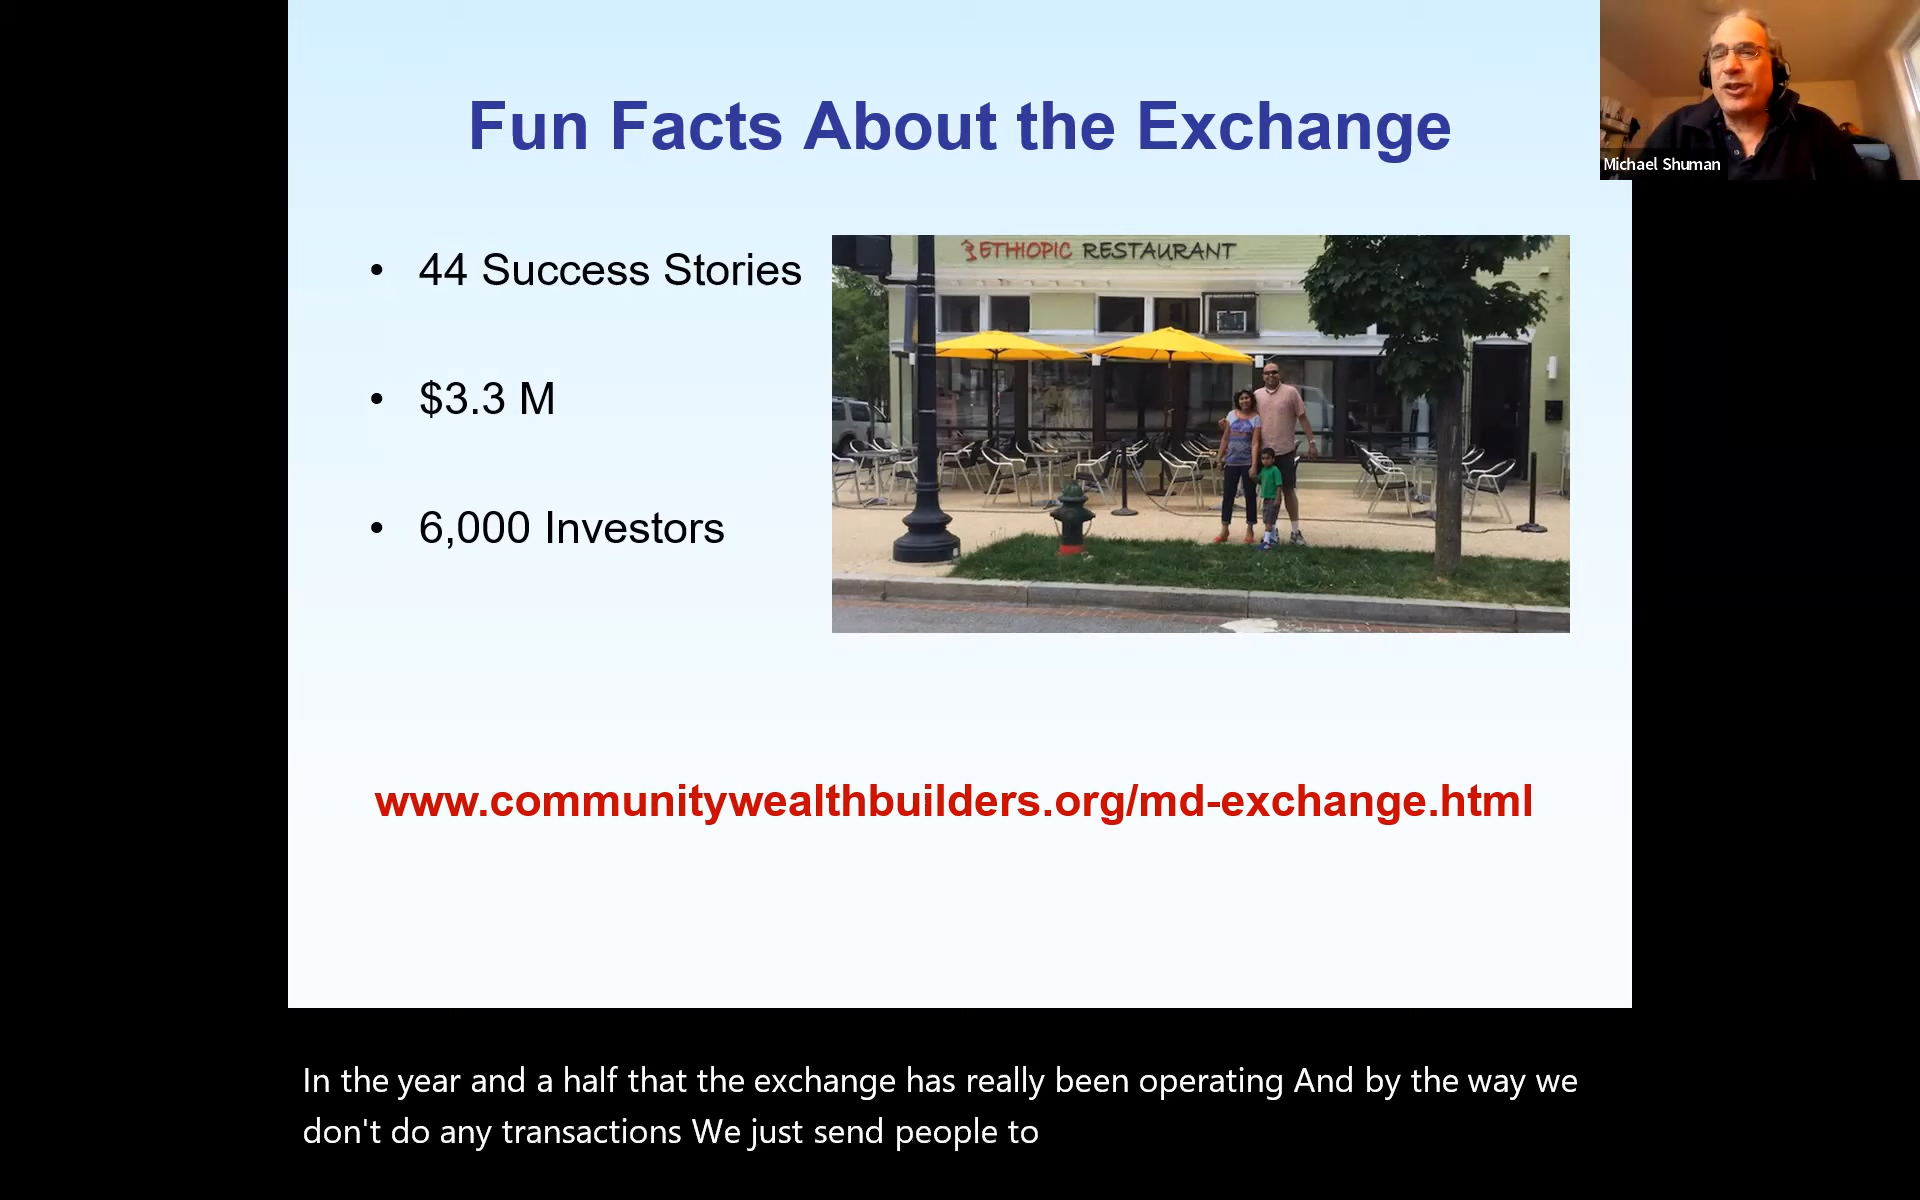 Fun Facts About the Exchange
Michael Shuman
• 44 Success Stories
ETHIOPIC RESTAURANT
• $3.3 M
• 6,000 Investors
www.communitywealthbuilders.org/md-exchange.html
In the year and a half that the exchange has really been operating And by the way we
don't do any transactions We just send people to